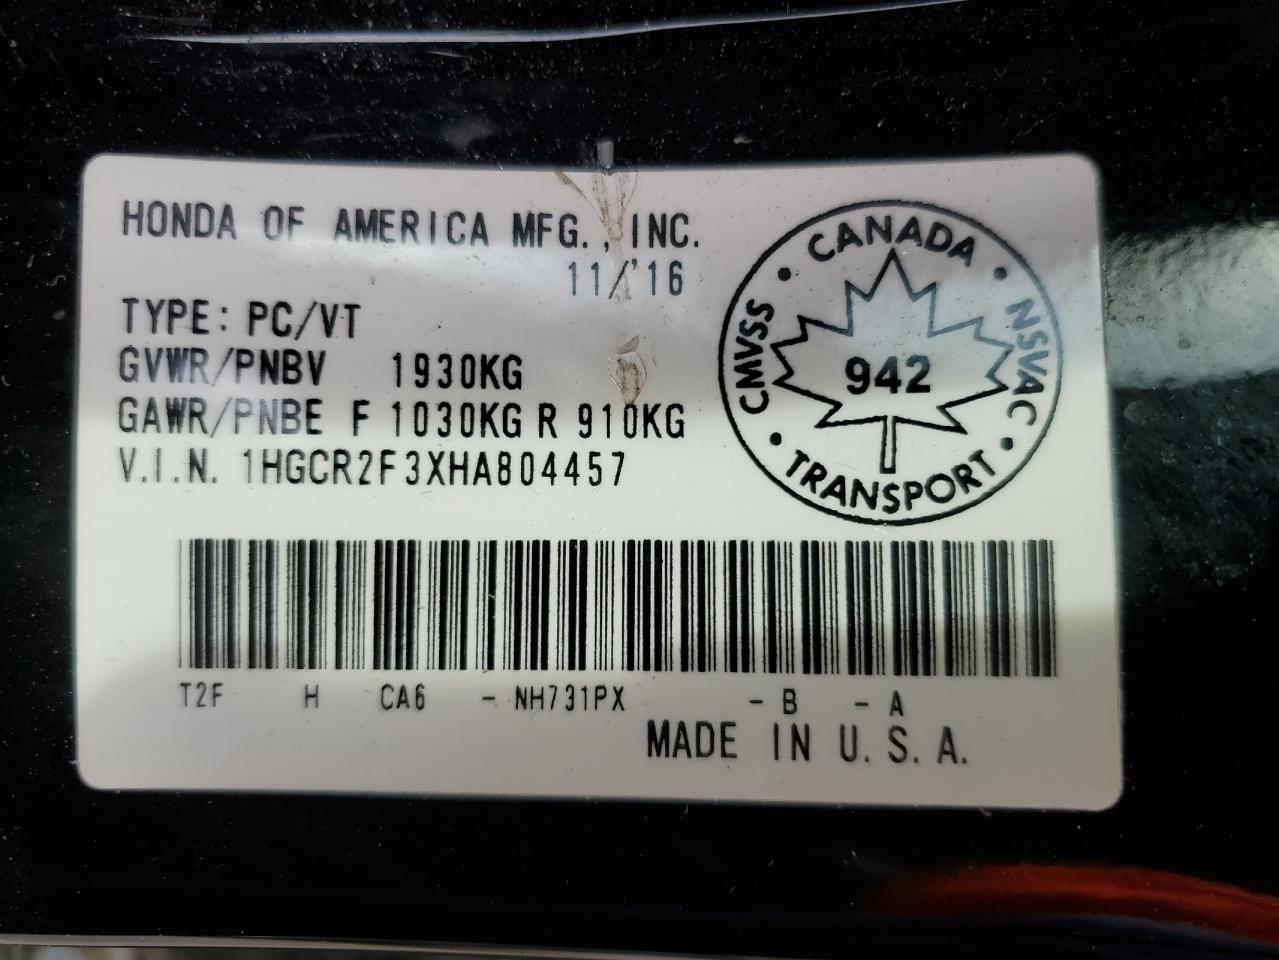 HONDA OF AMERICA MFG., INC.
11/'16
TYPE: PC/VT
GVWR/PNBV 1930KG
GAWR/PNBE F 1030KG R 910KG
V.I.N. 1HGCR2F3XHA804457
CANADA
CMVSS
NSVAC
942
TRANSPORT
T2F H CA6 - NH731PX - B - A
MADE IN U.S.A.